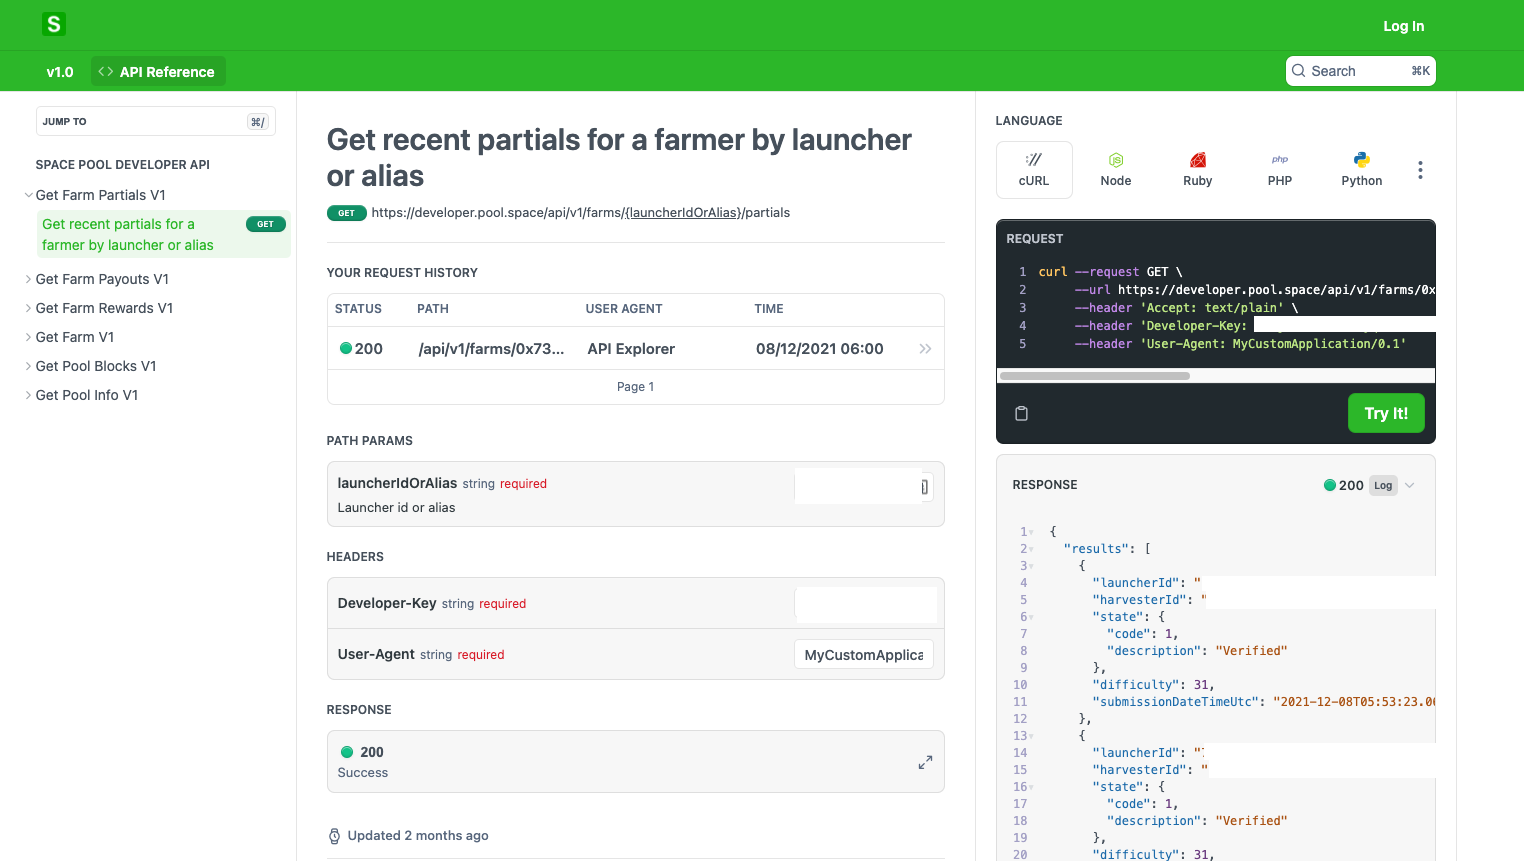 S
Log In
v1.0
<> API Reference
Search ⌘K
JUMP TO ⌘/
SPACE POOL DEVELOPER API
Get Farm Partials V1
Get recent partials for a GET
farmer by launcher or alias
Get Farm Payouts V1
Get Farm Rewards V1
Get Farm V1
Get Pool Blocks V1
Get Pool Info V1
Get recent partials for a farmer by launcher
or alias
GET https://developer.pool.space/api/v1/farms/{launcherIdOrAlias}/partials
YOUR REQUEST HISTORY
STATUS PATH USER AGENT TIME
200 /api/v1/farms/0x73... API Explorer 08/12/2021 06:00
Page 1
PATH PARAMS
launcherIdOrAlias string required
Launcher id or alias
HEADERS
Developer-Key string required
User-Agent string required MyCustomApplica
RESPONSE
200
Success
Updated 2 months ago
LANGUAGE
cURL
Node
Ruby
php
PHP
Python
REQUEST
1 curl --request GET \
2 --url https://developer.pool.space/api/v1/farms/0x
3 --header 'Accept: text/plain' \
4 --header 'Developer-Key:
5 --header 'User-Agent: MyCustomApplication/0.1'
Try It!
RESPONSE 200 Log
1 {
2 "results": [
3 {
4 "launcherId": "
5 "harvesterId": "
6 "state": {
7 "code": 1,
8 "description": "Verified"
9 },
10 "difficulty": 31,
11 "submissionDateTimeUtc": "2021-12-08T05:53:23.0
12 },
13 {
14 "launcherId": "
15 "harvesterId": "
16 "state": {
17 "code": 1,
18 "description": "Verified"
19 },
20 "difficulty": 31,